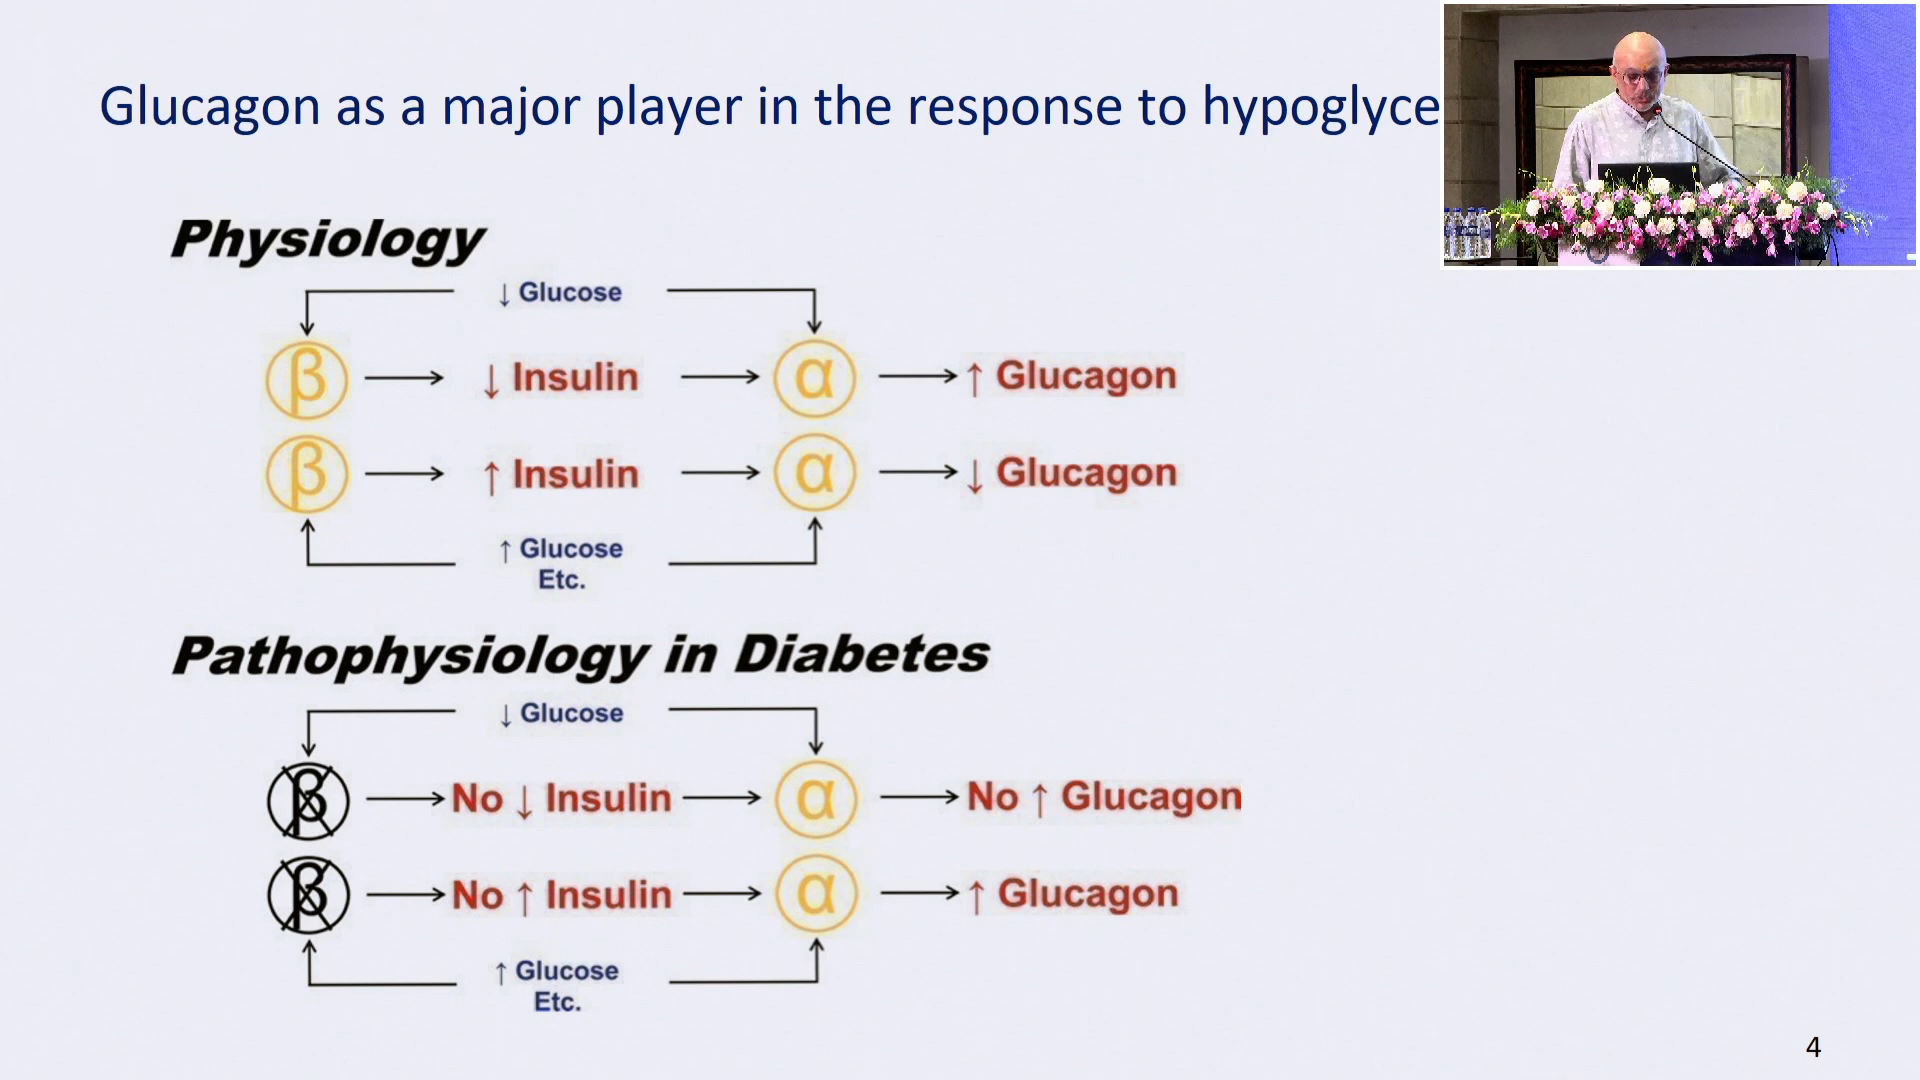 Glucagon as a major player in the response to hypoglyce
Physiology
↓ Glucose
β → ↓ Insulin → α → ↑ Glucagon
β → ↑ Insulin → α → ↓ Glucagon
↑ Glucose
Etc.
Pathophysiology in Diabetes
↓ Glucose
β → No ↓ Insulin → α → No ↑ Glucagon
β → No ↑ Insulin → α → ↑ Glucagon
↑ Glucose
Etc.
4